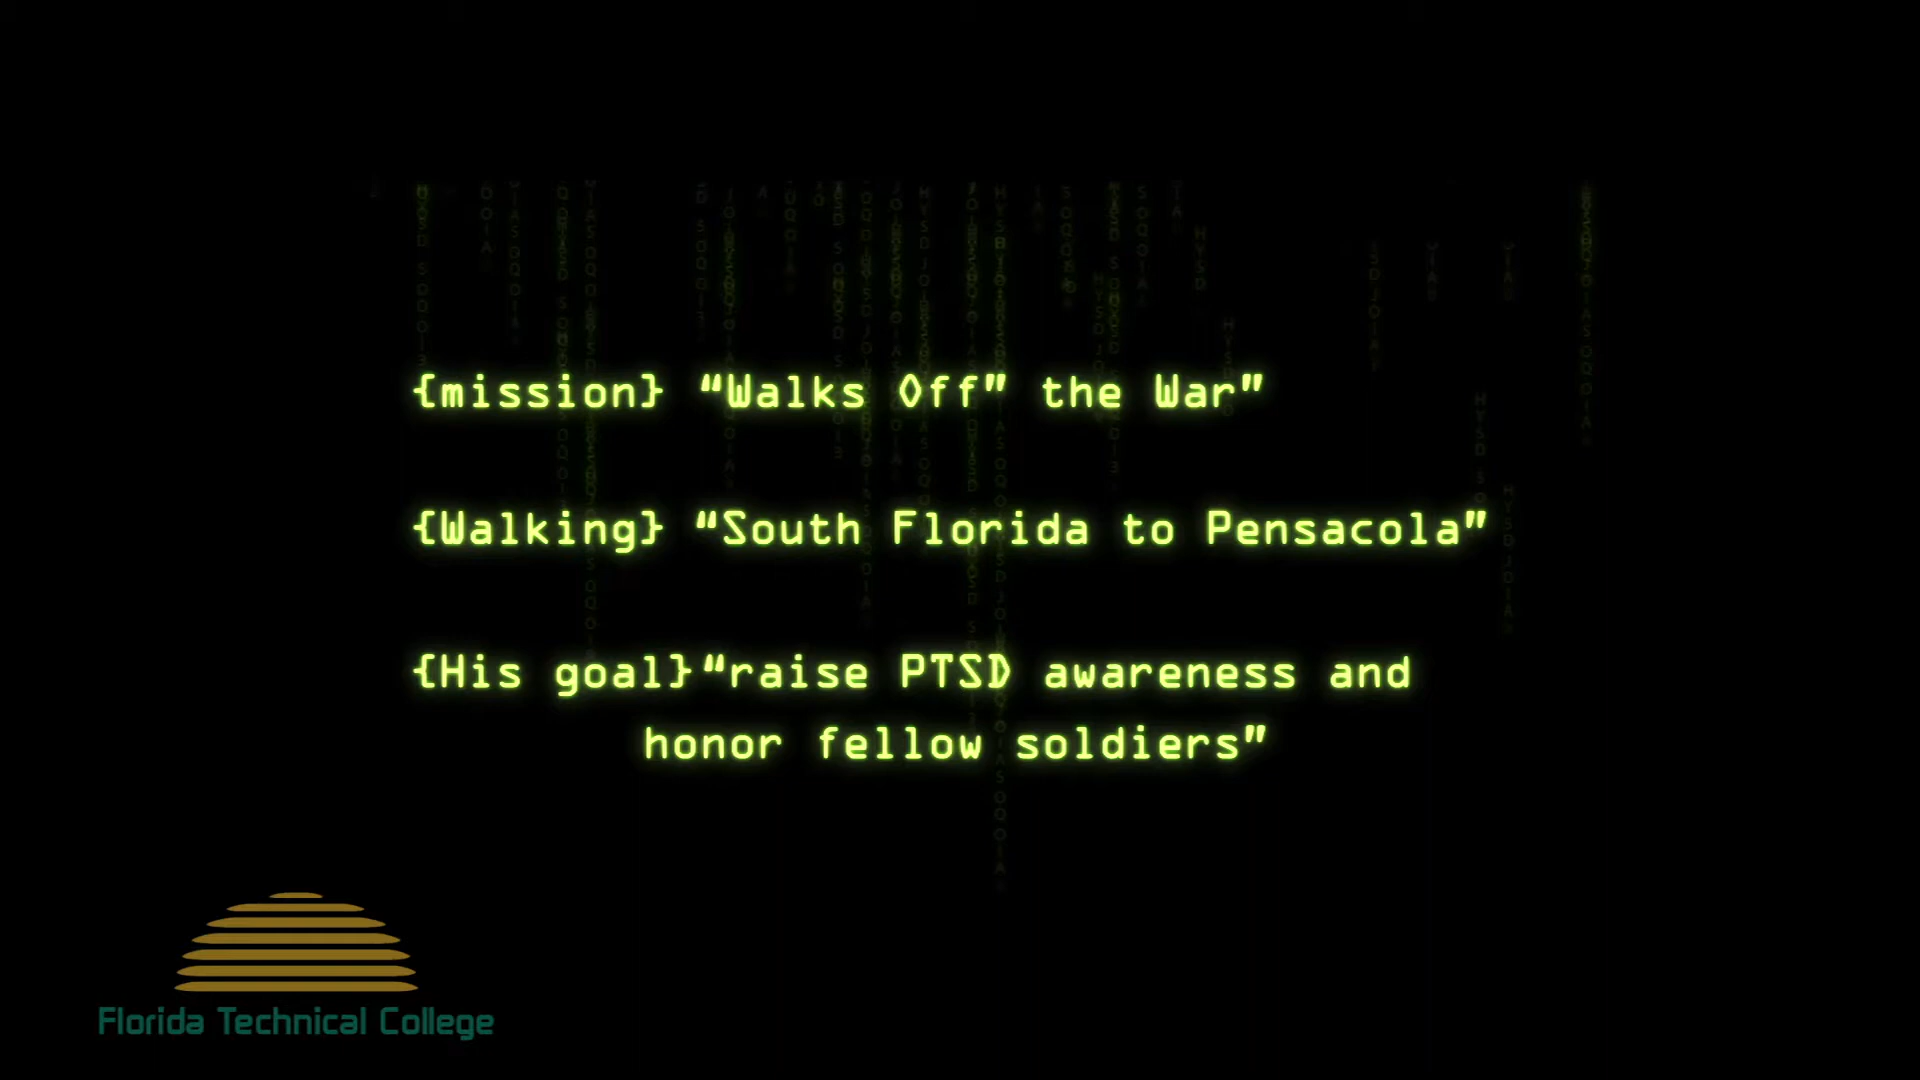 {mission} “Walks Off” the War”
{Walking} “South Florida to Pensacola”
{His goal}“raise PTSD awareness and
honor fellow soldiers”
Florida Technical College